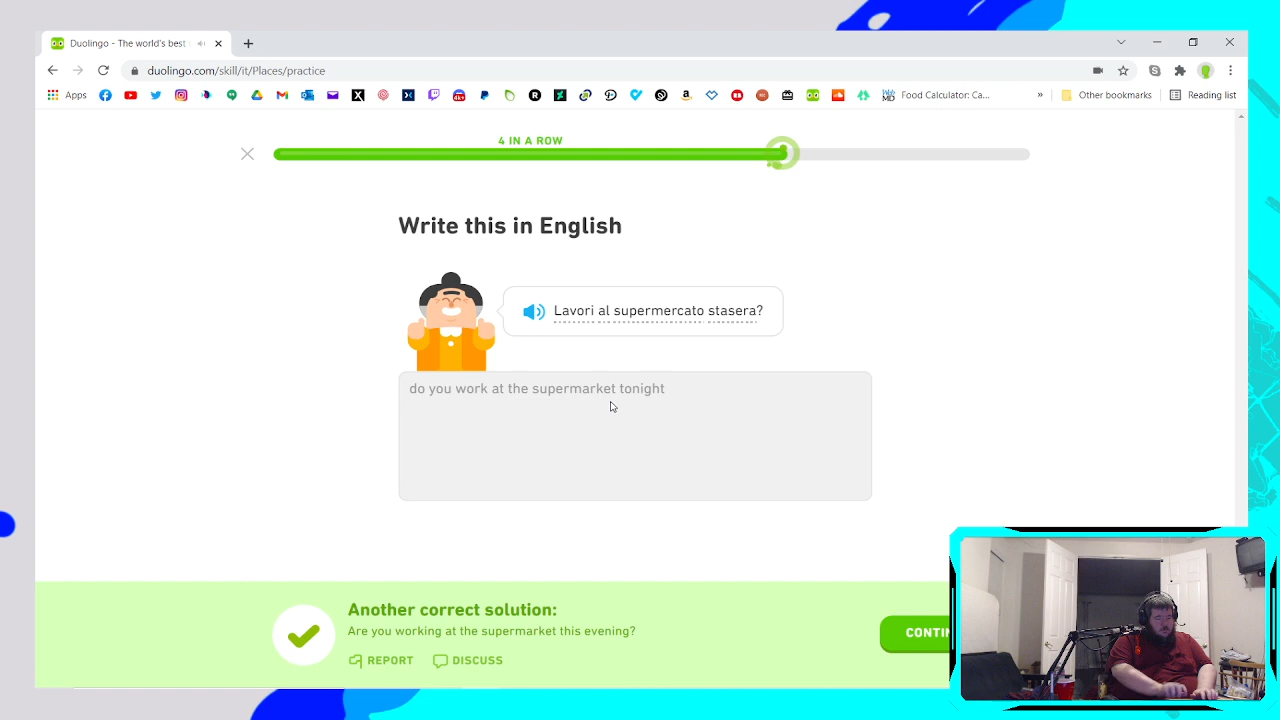 Duolingo - The world's best
duolingo.com/skill/it/Places/practice
Apps
Food Calculator: Ca...
»
Other bookmarks
Reading list
4 IN A ROW
Write this in English
Lavori al supermercato stasera?
do you work at the supermarket tonight
Another correct solution:
Are you working at the supermarket this evening?
REPORT
DISCUSS
CONTIN